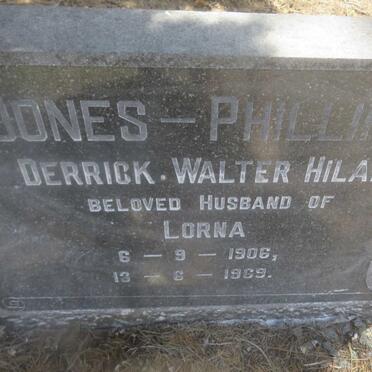 JONES – PHILLI
DERRICK WALTER HILA
BELOVED HUSBAND OF
LORNA
6 – 9 – 1906,
13 – 6 – 1969.